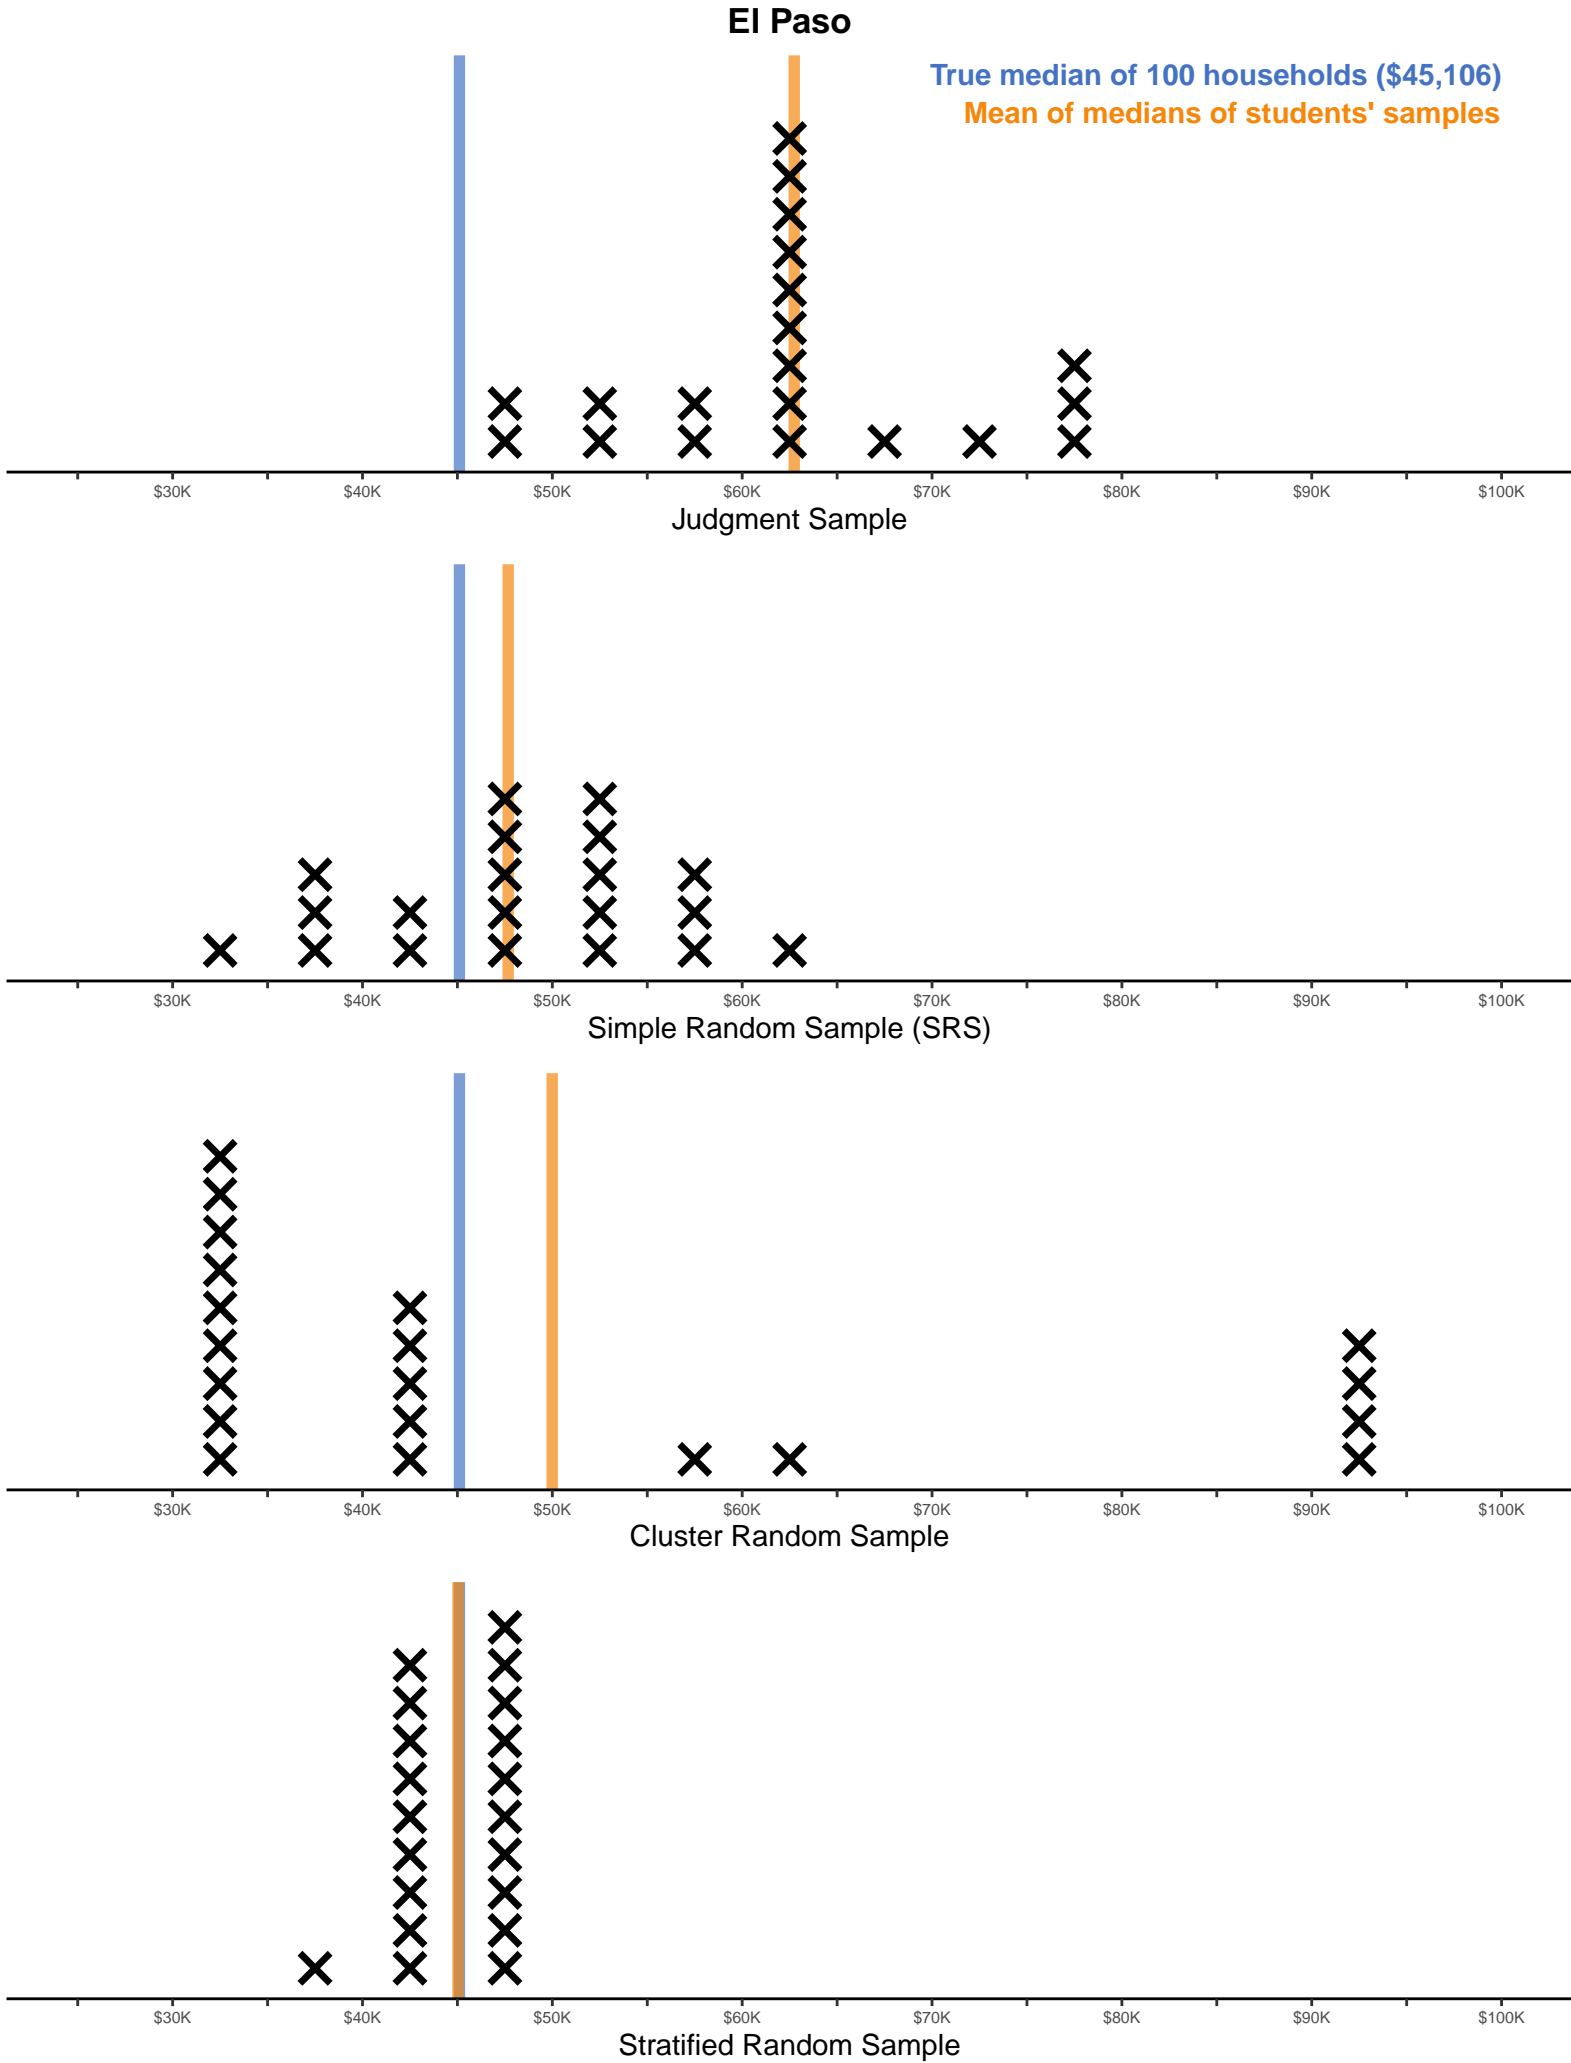 El Paso
True median of 100 households ($45,106)
Mean of medians of students' samples
$30K $40K $50K $60K $70K $80K $90K $100K
Judgment Sample
$30K $40K $50K $60K $70K $80K $90K $100K
Simple Random Sample (SRS)
$30K $40K $50K $60K $70K $80K $90K $100K
Cluster Random Sample
$30K $40K $50K $60K $70K $80K $90K $100K
Stratified Random Sample